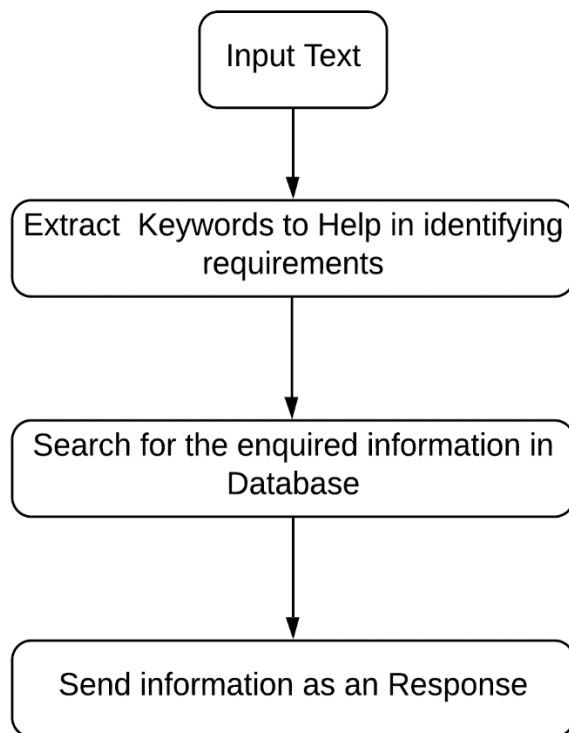 Input Text
Extract  Keywords to Help in identifying
requirements
Search for the enquired information in
Database
Send information as an Response